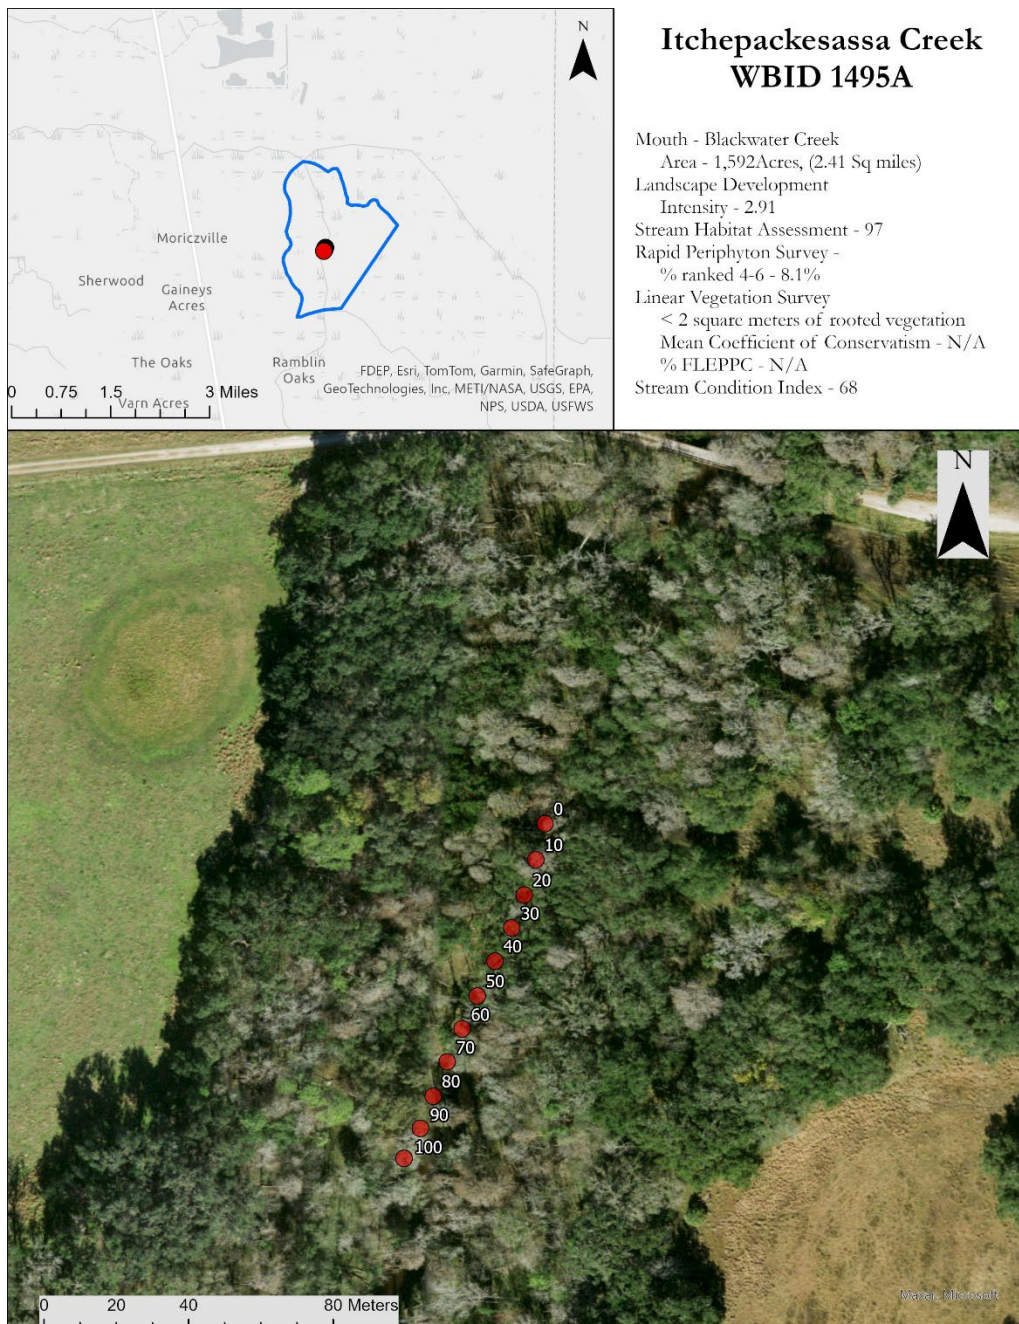 N
Itchepackesassa Creek
WBID 1495A
Mouth - Blackwater Creek
Area - 1,592Acres, (2.41 Sq miles)
Landscape Development
Intensity - 2.91
Stream Habitat Assessment - 97
Rapid Periphyton Survey -
% ranked 4-6 - 8.1%
Linear Vegetation Survey
< 2 square meters of rooted vegetation
Mean Coefficient of Conservatism - N/A
% FLEPPC - N/A
Stream Condition Index - 68
Moriczville
Sherwood
Gaineys
Acres
The Oaks
Ramblin
Oaks
Varn Acres
0 0.75 1.5 3 Miles
FDEP, Esri, TomTom, Garmin, SafeGraph,
GeoTechnologies, Inc, METI/NASA, USGS, EPA,
NPS, USDA, USFWS
N
0
10
20
30
40
50
60
70
80
90
100
0 20 40 80 Meters
Maxar, Microsoft